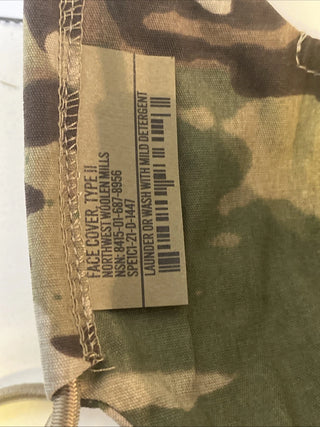 FACE COVER, TYPE II
NORTHWEST WOOLEN MILLS
NSN: 8415-01-687-8956
SPE1C1-21-D-1447
LAUNDER OR WASH WITH MILD DETERGENT